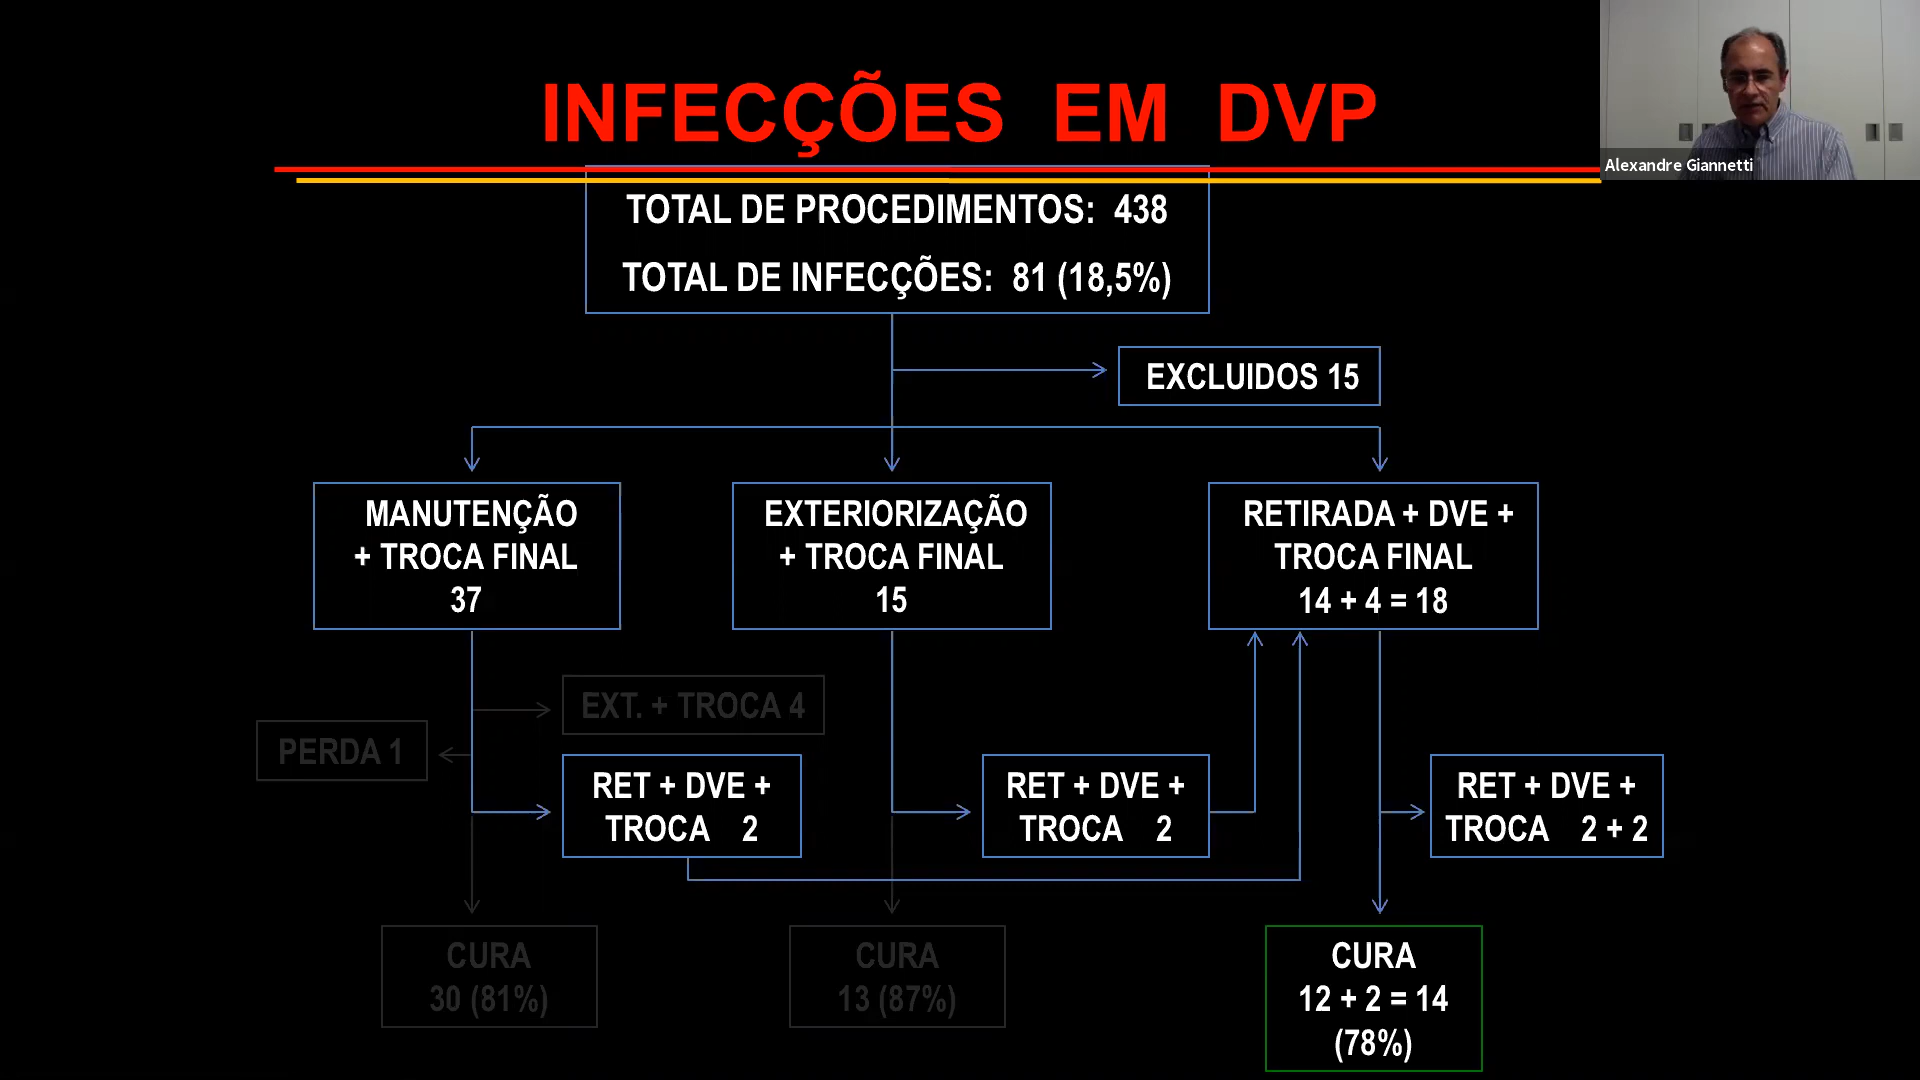 INFECÇÕES EM DVP
Alexandre Giannetti
TOTAL DE PROCEDIMENTOS: 438
TOTAL DE INFECÇÕES: 81 (18,5%)
EXCLUIDOS 15
MANUTENÇÃO
+ TROCA FINAL
37
EXTERIORIZAÇÃO
+ TROCA FINAL
15
RETIRADA + DVE +
TROCA FINAL
14 + 4 = 18
EXT. + TROCA 4
PERDA 1
RET + DVE +
TROCA 2
RET + DVE +
TROCA 2
RET + DVE +
TROCA 2 + 2
CURA
30 (81%)
CURA
13 (87%)
CURA
12 + 2 = 14
(78%)